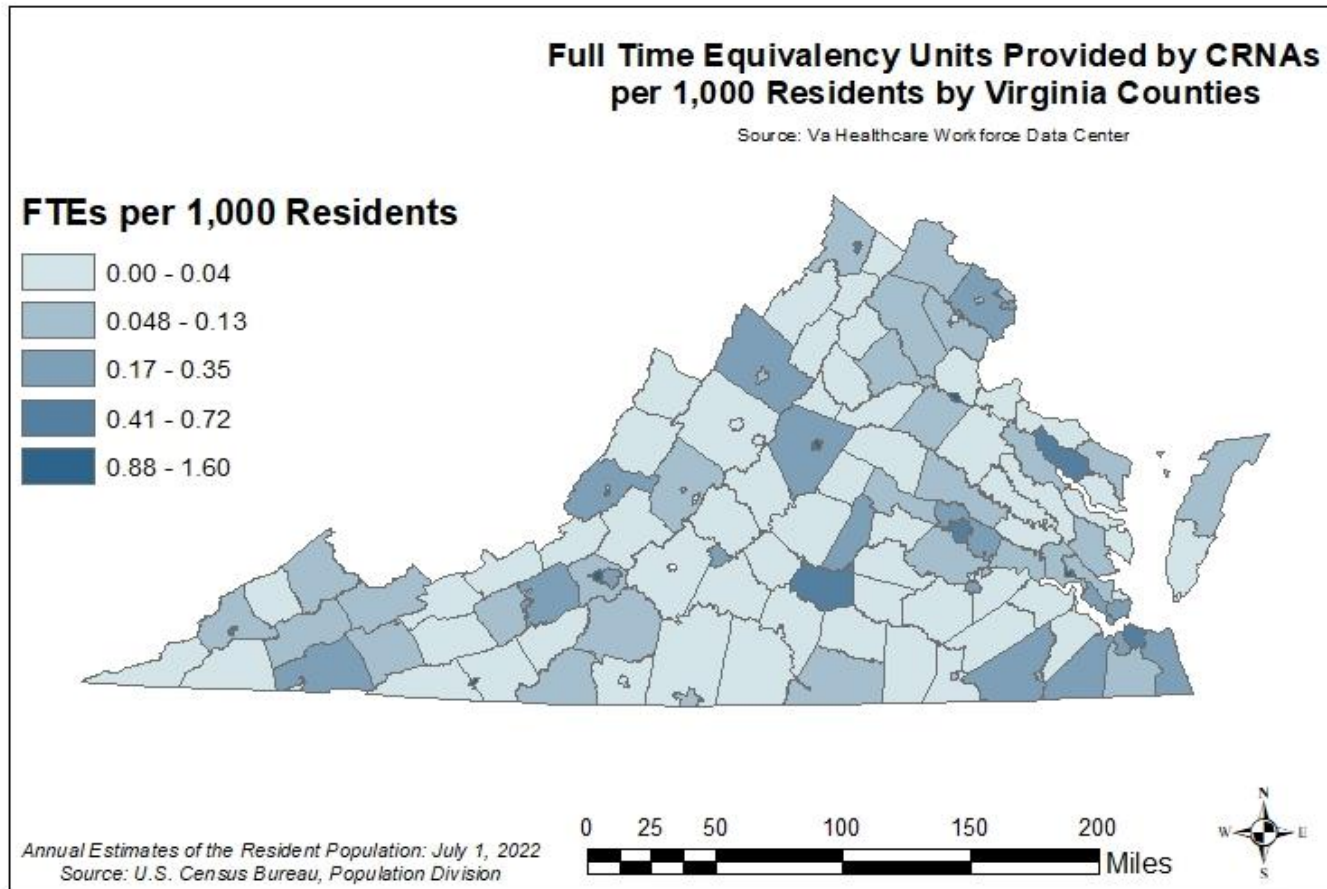 Full Time Equivalency Units Provided by CRNAs
per 1,000 Residents by Virginia Counties
Source: Va Healthcare Workforce Data Center
FTEs per 1,000 Residents
0.00 - 0.04
0.048 - 0.13
0.17 - 0.35
0.41 - 0.72
0.88 - 1.60
Annual Estimates of the Resident Population: July 1, 2022
Source: U.S. Census Bureau, Population Division
0 25 50 100 150 200
Miles
N
W E
S